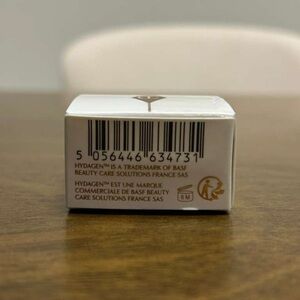 5 056446 634731
HYDAGEN™ IS A TRADEMARK OF BASF
BEAUTY CARE SOLUTIONS FRANCE SAS
HYDAGEN™ EST UNE MARQUE
COMMERCIALE DE BASF BEAUTY
CARE SOLUTIONS FRANCE SAS
6M